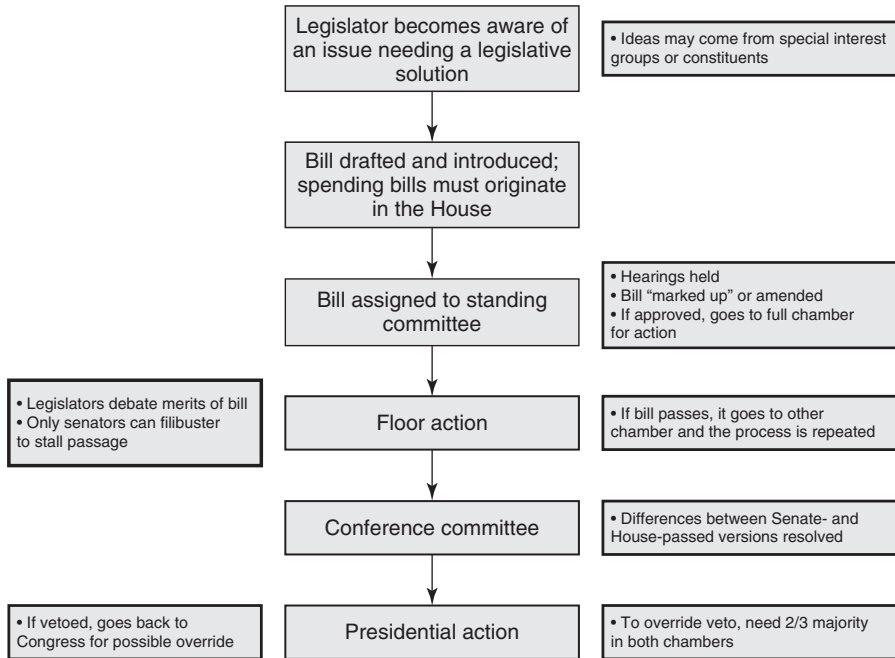 Legislator becomes aware of
an issue needing a legislative
solution
• Ideas may come from special interest
groups or constituents
Bill drafted and introduced;
spending bills must originate
in the House
Bill assigned to standing
committee
• Hearings held
• Bill “marked up” or amended
• If approved, goes to full chamber
for action
• Legislators debate merits of bill
• Only senators can filibuster
to stall passage
Floor action
• If bill passes, it goes to other
chamber and the process is repeated
Conference committee
• Differences between Senate- and
House-passed versions resolved
• If vetoed, goes back to
Congress for possible override
Presidential action
• To override veto, need 2/3 majority
in both chambers